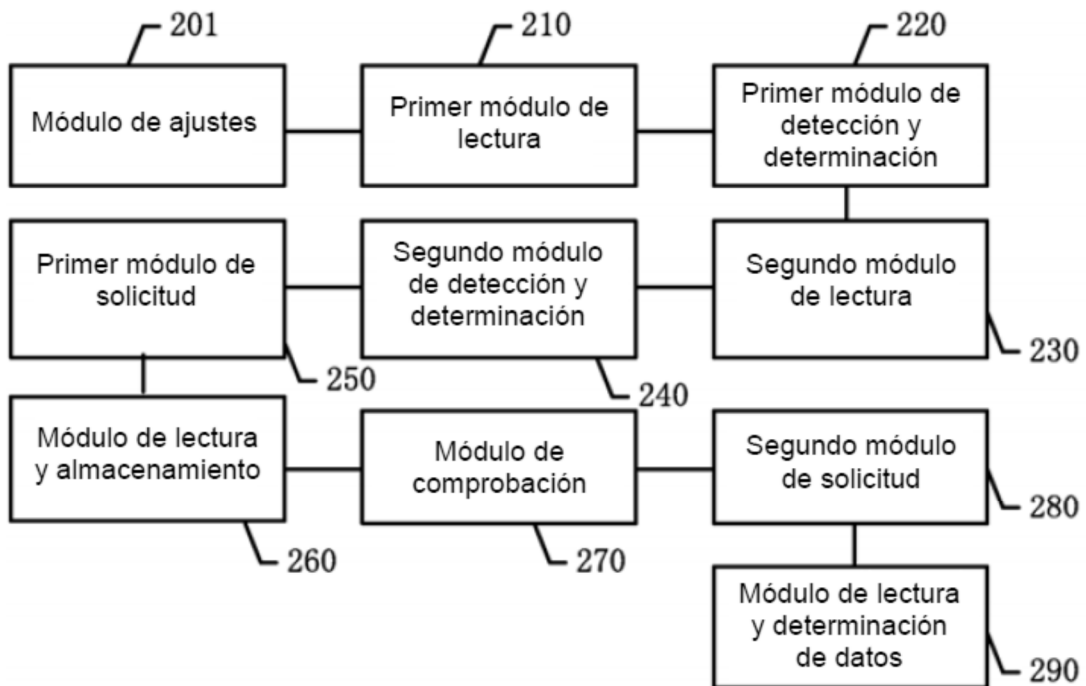 201
210
220
Módulo de ajustes
Primer módulo de
lectura
Primer módulo de
detección y
determinación
Primer módulo de
solicitud
Segundo módulo
de detección y
determinación
Segundo módulo
de lectura
250
240
230
Módulo de lectura
y almacenamiento
Módulo de
comprobación
Segundo módulo
de solicitud
260
270
280
Módulo de lectura
y determinación
de datos
290